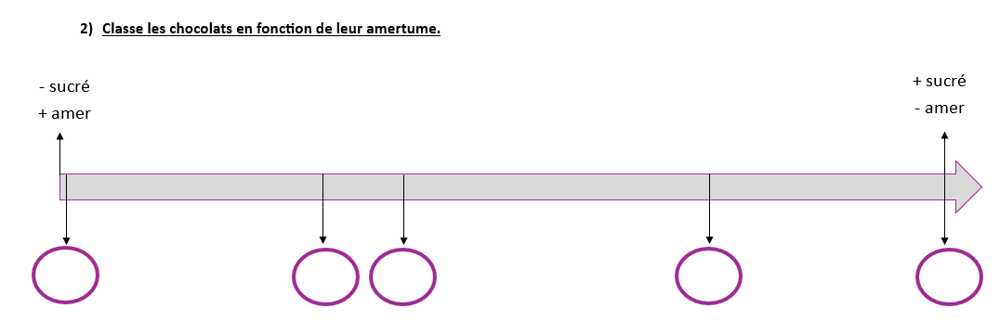 2) Classe les chocolats en fonction de leur amertume.
- sucré
+ amer
+ sucré
- amer